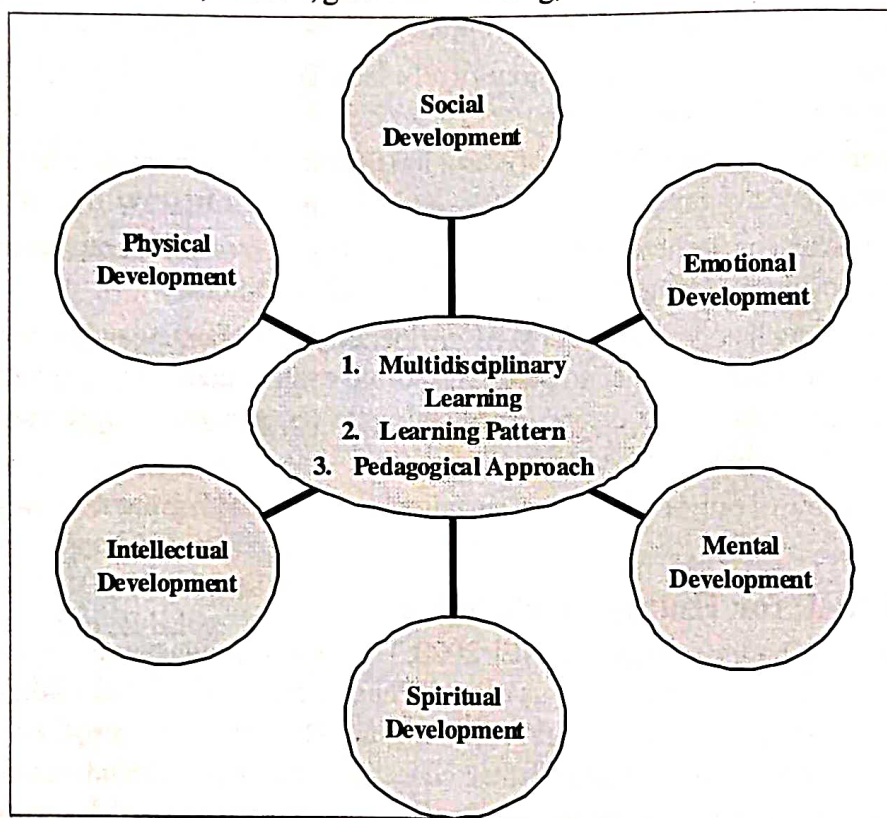 Social
Development
Physical
Development
Emotional
Development
1. Multidisciplinary
Learning
2. Learning Pattern
3. Pedagogical Approach
Intellectual
Development
Mental
Development
Spiritual
Development